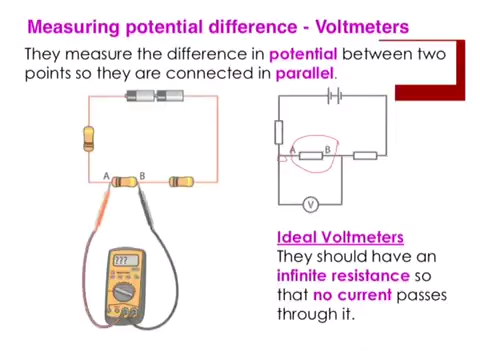 Measuring potential difference - Voltmeters
They measure the difference in potential between two
points so they are connected in parallel.
A B
???
A B
V
Ideal Voltmeters
They should have an
infinite resistance so
that no current passes
through it.